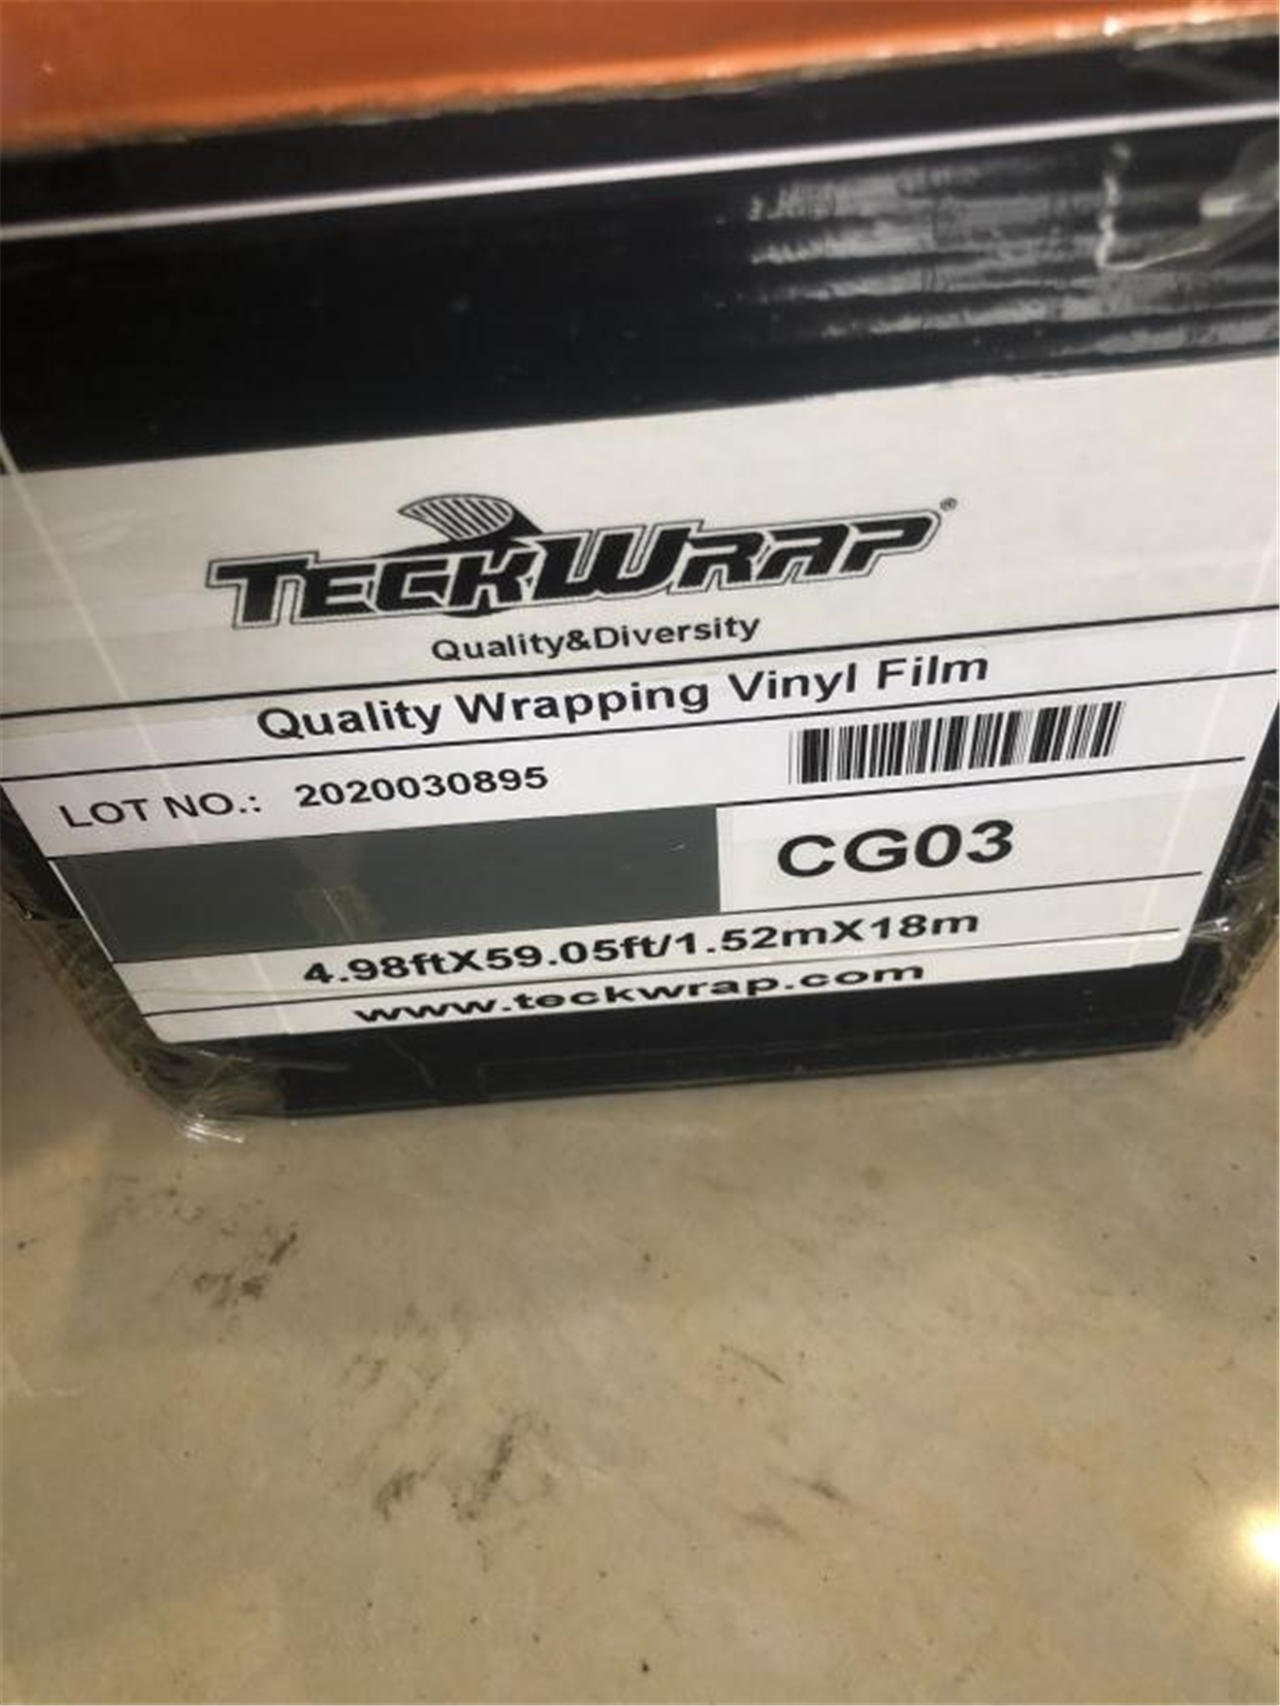 TECKWRAP®
Quality&Diversity
Quality Wrapping Vinyl Film
LOT NO.: 2020030895
CG03
4.98ftX59.05ft/1.52mX18m
www.teckwrap.com